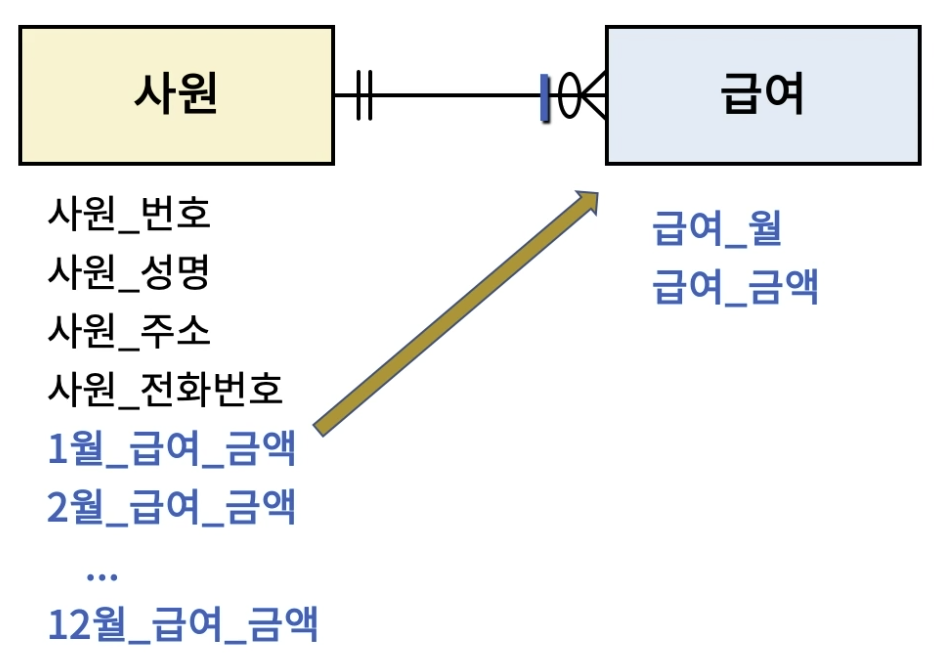 사원
급여
사원_번호
사원_성명
사원_주소
사원_전화번호
1월_급여_금액
2월_급여_금액
...
12월_급여_금액
급여_월
급여_금액